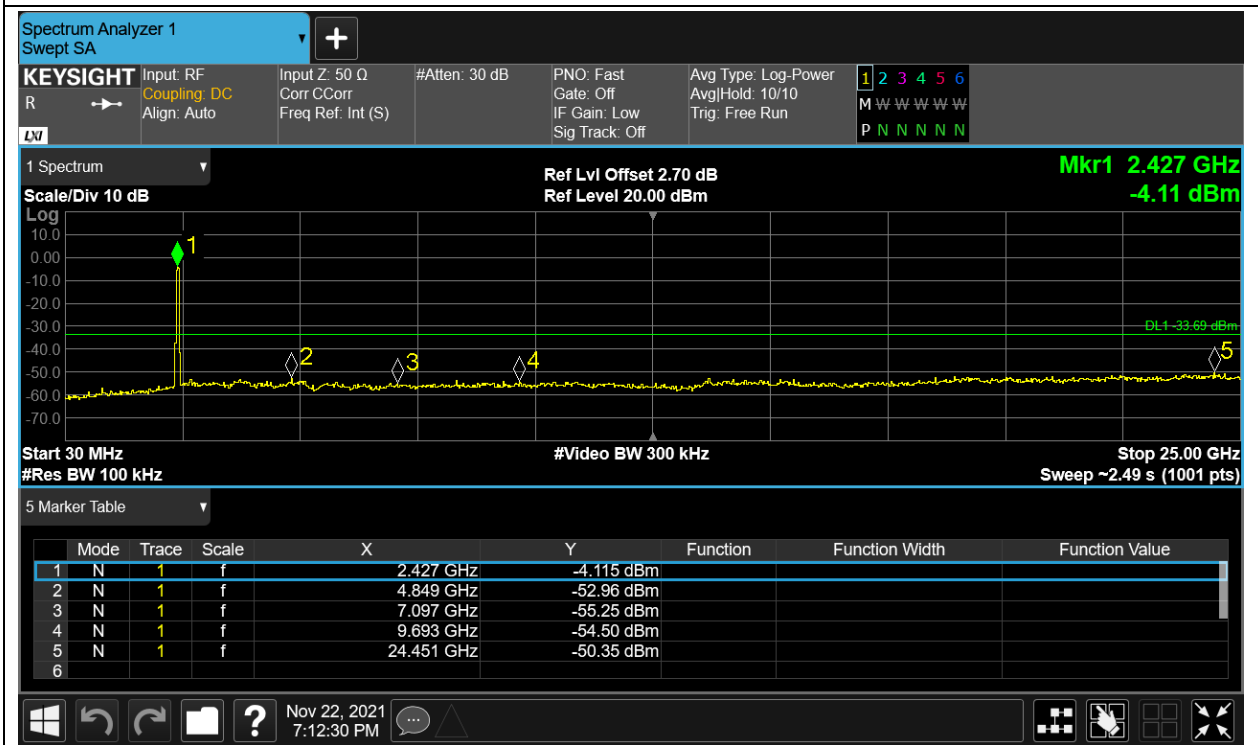 Spectrum Analyzer 1
Swept SA
+
KEYSIGHT Input: RF Input Z: 50 Ω #Atten: 30 dB PNO: Fast Avg Type: Log-Power 1 2 3 4 5 6
R Coupling: DC Corr CCorr Gate: Off Avg|Hold: 10/10 M W W W W W
Align: Auto Freq Ref: Int (S) IF Gain: Low Trig: Free Run
LXI Sig Track: Off P N N N N N
1 Spectrum Ref Lvl Offset 2.70 dB Mkr1 2.427 GHz
Scale/Div 10 dB Ref Level 20.00 dBm -4.11 dBm
Log
10.0
1
0.00
-10.0
-20.0
-30.0 DL1 -33.69 dBm
-40.0
2 3 4 5
-50.0
-60.0
-70.0
Start 30 MHz #Video BW 300 kHz Stop 25.00 GHz
#Res BW 100 kHz Sweep ~2.49 s (1001 pts)
5 Marker Table
Mode Trace Scale X Y Function Function Width Function Value
1 N 1 f 2.427 GHz -4.115 dBm
2 N 1 f 4.849 GHz -52.96 dBm
3 N 1 f 7.097 GHz -55.25 dBm
4 N 1 f 9.693 GHz -54.50 dBm
5 N 1 f 24.451 GHz -50.35 dBm
6
? Nov 22, 2021
7:12:30 PM